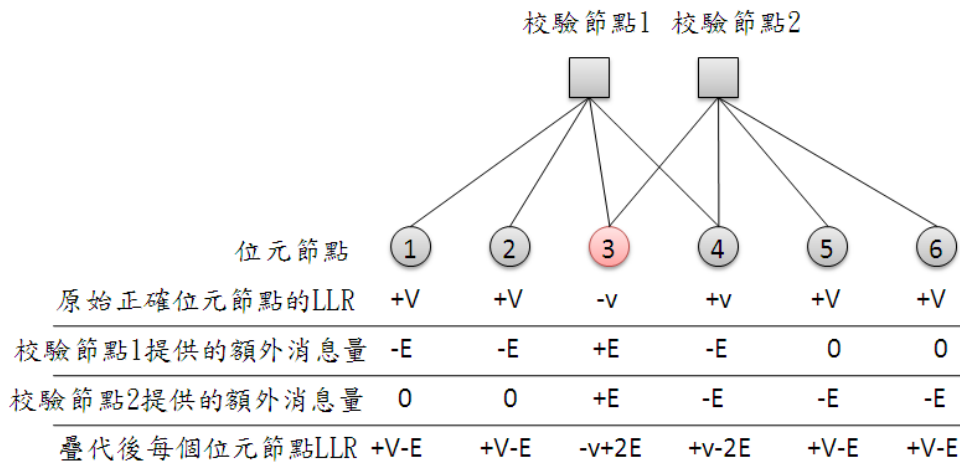 校驗節點1 校驗節點2
位元節點 1 2 3 4 5 6
原始正確位元節點的LLR +V +V -v +v +V +V
校驗節點1提供的額外消息量 -E -E +E -E 0 0
校驗節點2提供的額外消息量 0 0 +E -E -E -E
疊代後每個位元節點LLR +V-E +V-E -v+2E +v-2E +V-E +V-E